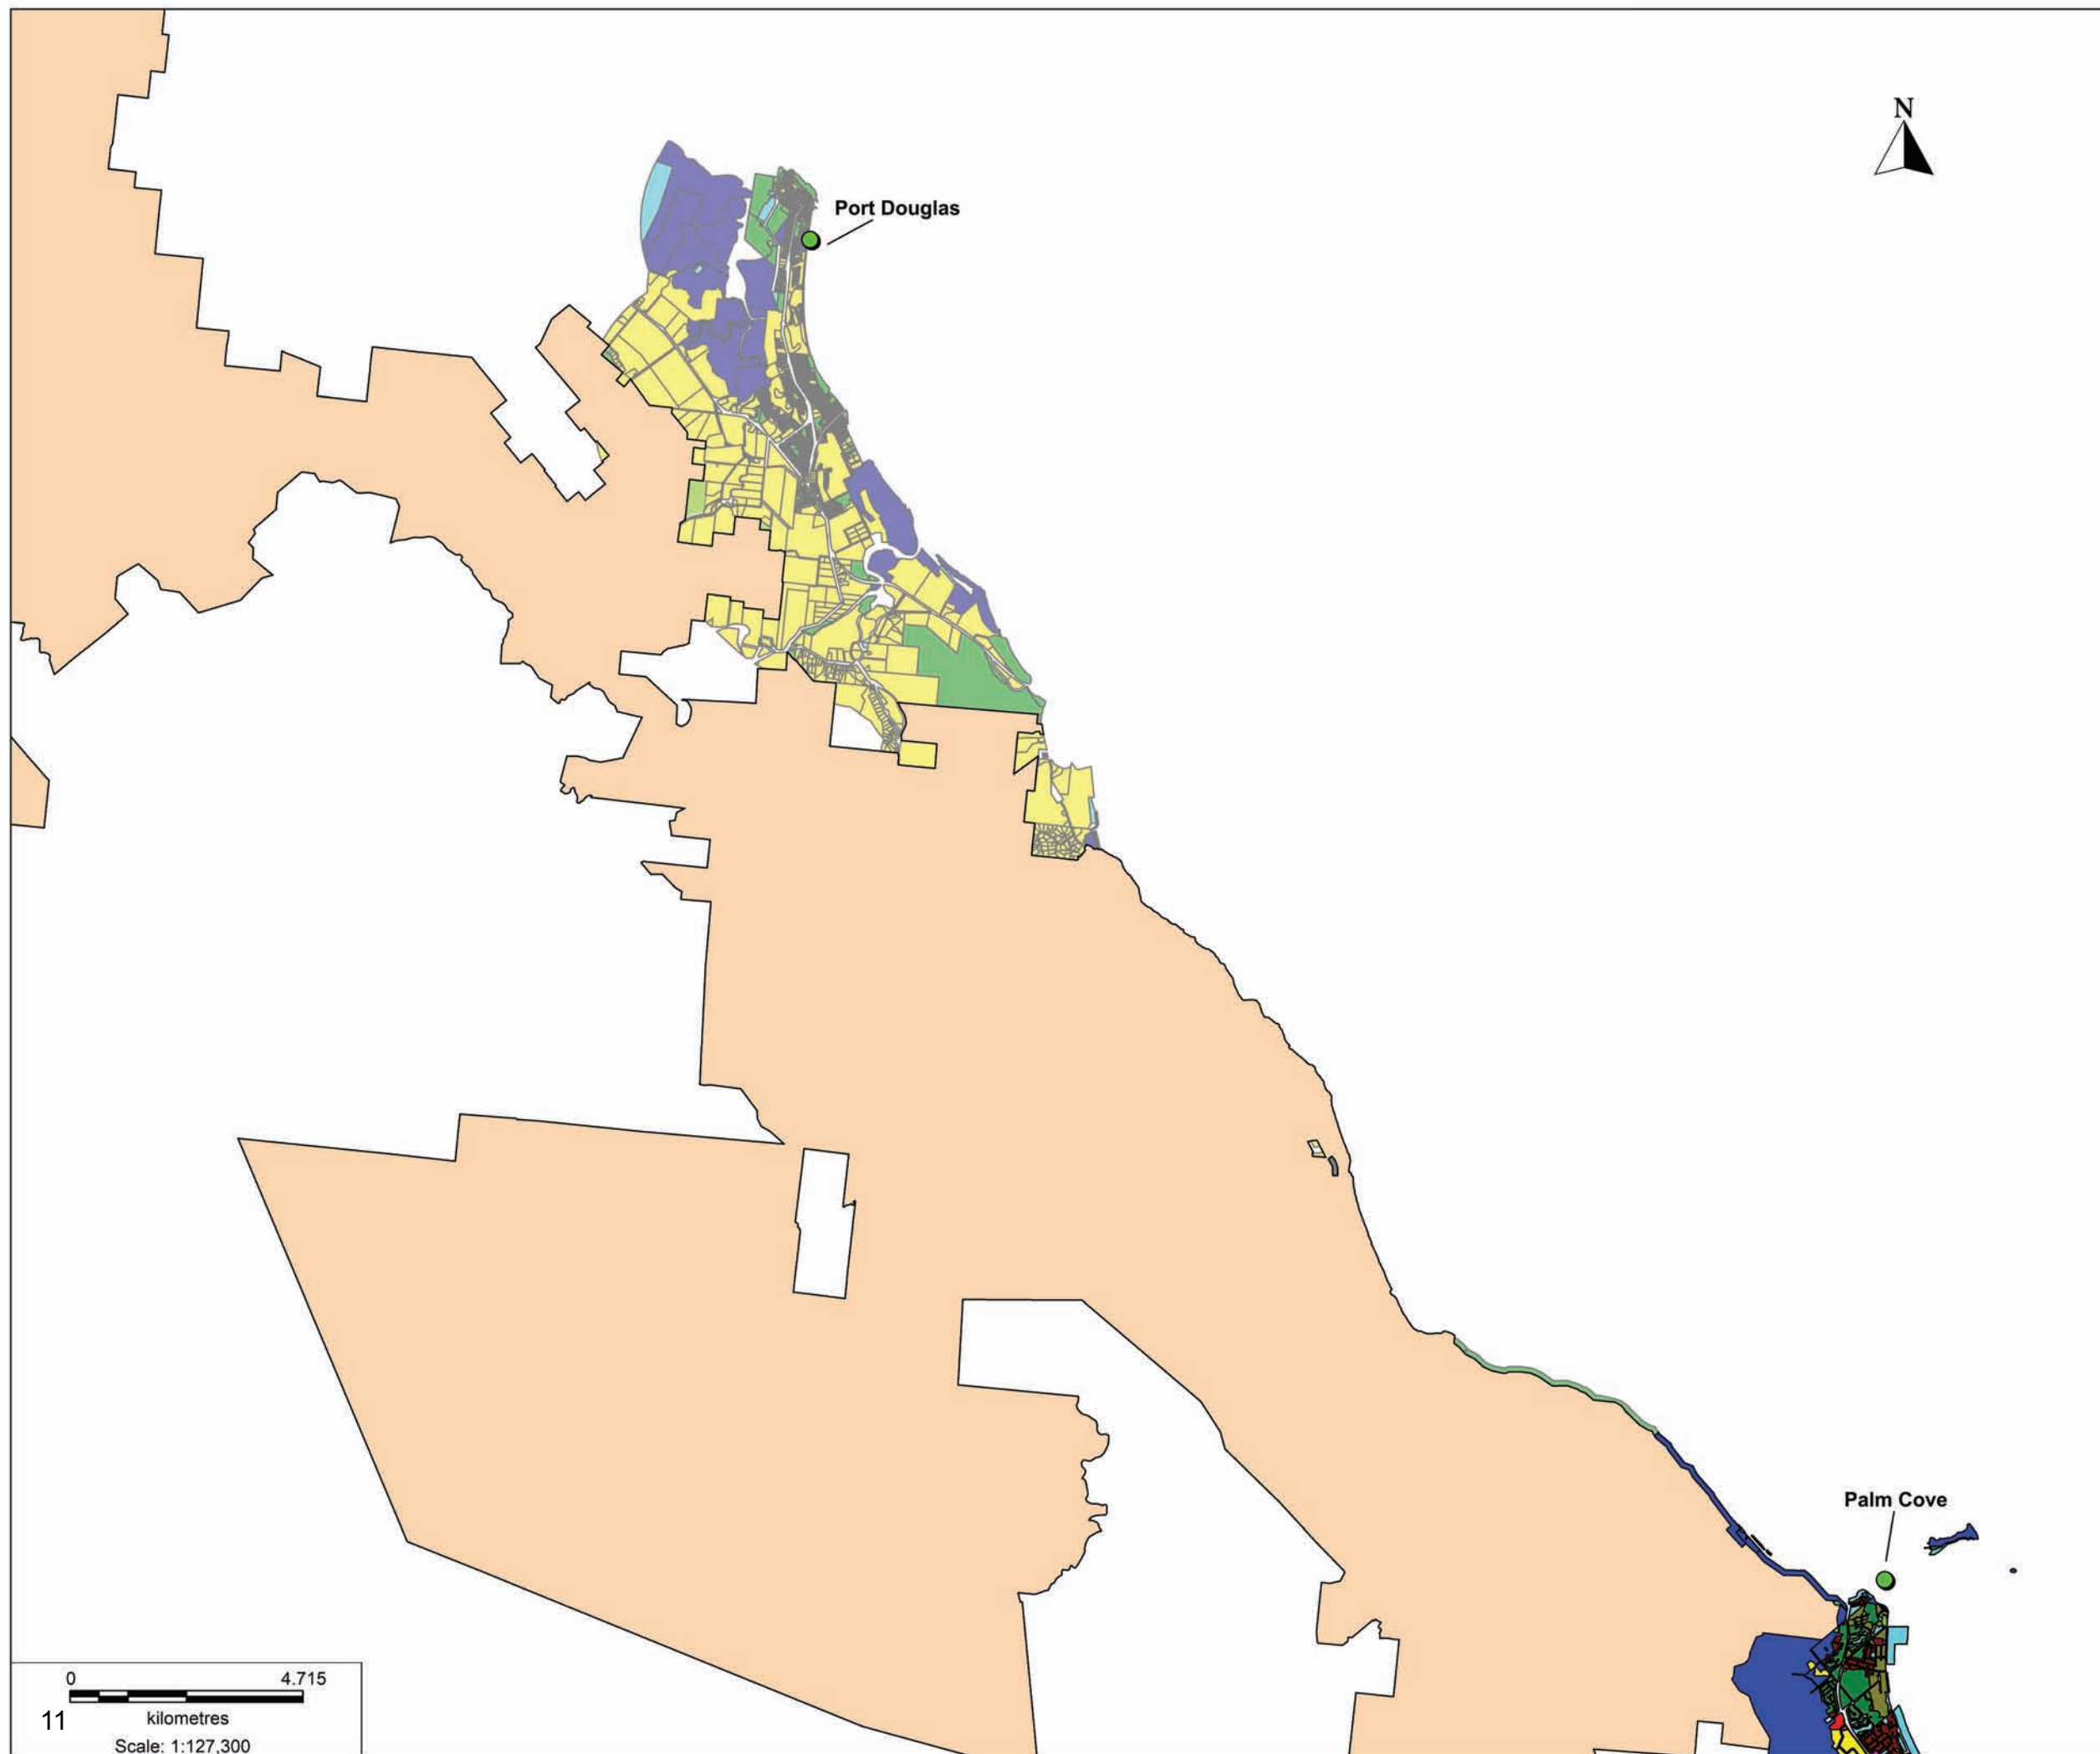 N
Port Douglas
Palm Cove
0 4.715
kilometres
11
Scale: 1:127,300